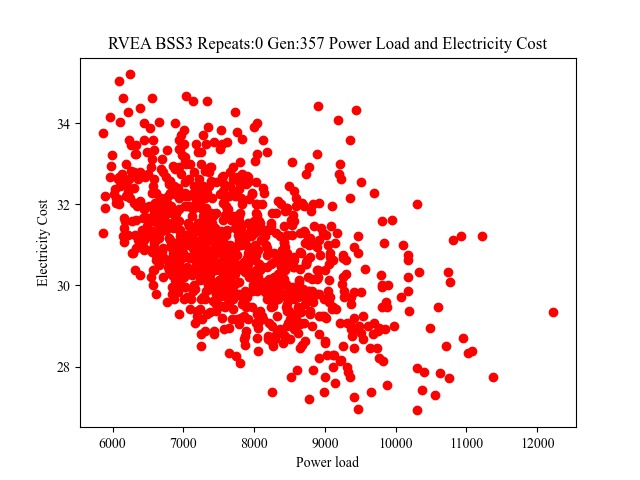 RVEA BSS3 Repeats:0 Gen:357 Power Load and Electricity Cost
34
32
30
28
Electricity Cost
6000 7000 8000 9000 10000 11000 12000
Power load